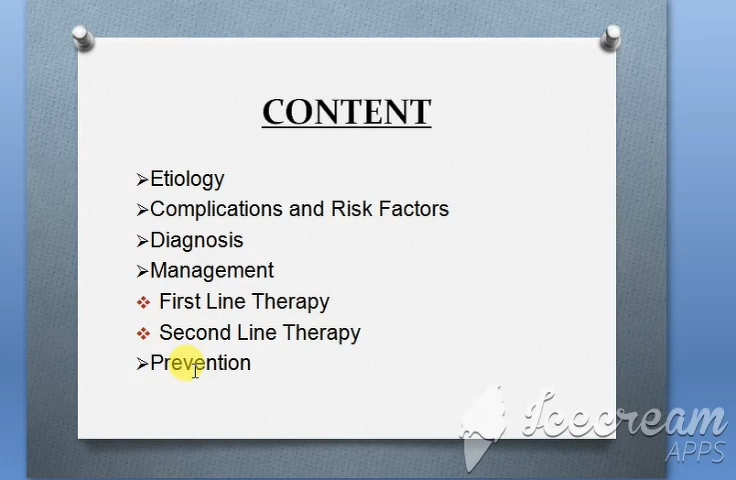 CONTENT
➢Etiology
➢Complications and Risk Factors
➢Diagnosis
➢Management
❖ First Line Therapy
❖ Second Line Therapy
➢Prevention
Icecream
APPS